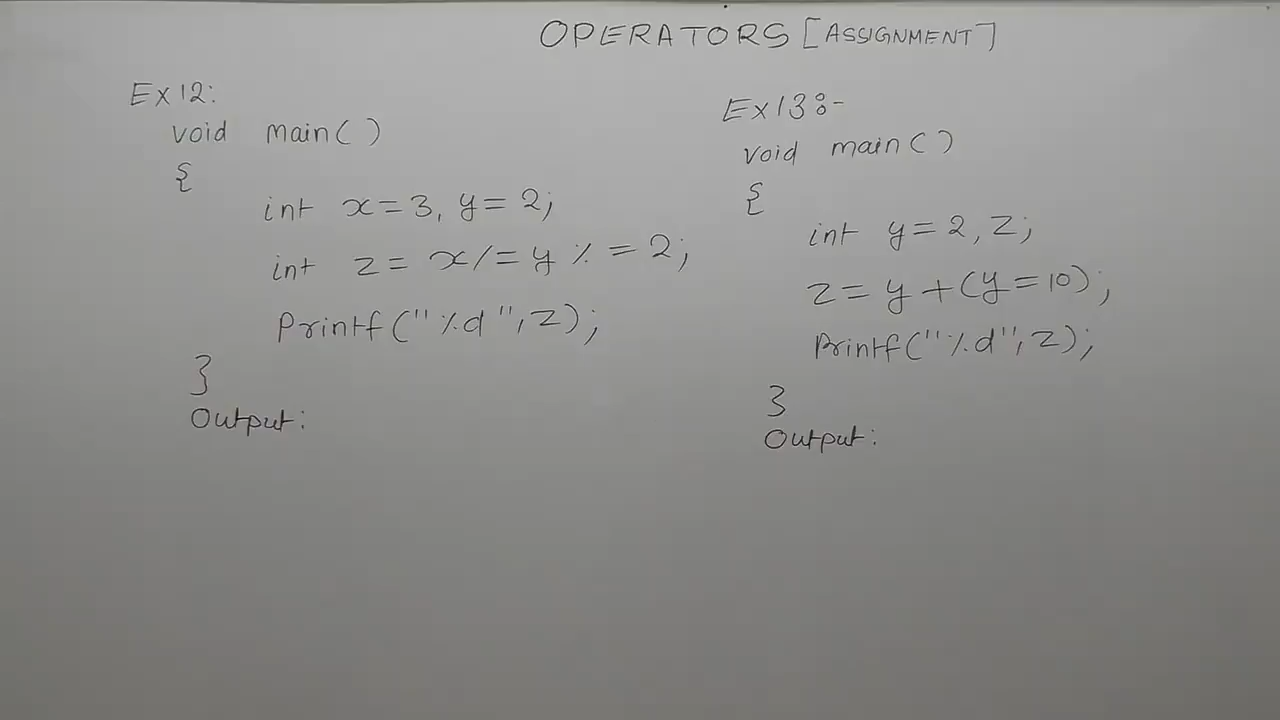 OPERATORS [ASSIGNMENT]
Ex12:
void main( )
{
int x=3, y=2;
int z= x/=y %=2;
Printf("%d",z);
}
Output:
Ex13:-
void main( )
{
int y=2, z;
z=y+(y=10);
Printf("%d",z);
}
Output: